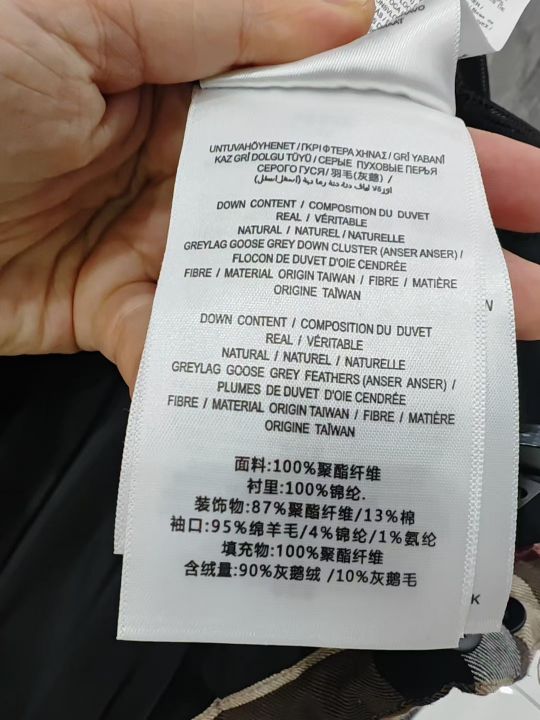 UNTUVAHÖYHENET / ΓΚΡΙ ΦΤΕΡΑ ΧΗΝΑΣ / GRİ YABANİ
KAZ GRİ DOLGU TÜYÜ / СЕРЫЕ ПУХОВЫЕ ПЕРЬЯ
СЕРОГО ГУСЯ / 羽毛(灰鵝) /
DOWN CONTENT / COMPOSITION DU DUVET
REAL / VÉRITABLE
NATURAL / NATUREL / NATURELLE
GREYLAG GOOSE GREY DOWN CLUSTER (ANSER ANSER) /
FLOCON DE DUVET D'OIE CENDRÉE
FIBRE / MATERIAL ORIGIN TAIWAN / FIBRE / MATIÈRE
ORIGINE TAÏWAN
DOWN CONTENT / COMPOSITION DU DUVET
REAL / VÉRITABLE
NATURAL / NATUREL / NATURELLE
GREYLAG GOOSE GREY FEATHERS (ANSER ANSER) /
PLUMES DE DUVET D'OIE CENDRÉE
FIBRE / MATERIAL ORIGIN TAIWAN / FIBRE / MATIÈRE
ORIGINE TAÏWAN
面料:100%聚酯纤维
衬里:100%锦纶.
装饰物:87%聚酯纤维/13%棉
袖口:95%绵羊毛/4%锦纶/1%氨纶
填充物:100%聚酯纤维
含绒量:90%灰鹅绒 /10%灰鹅毛
N
K